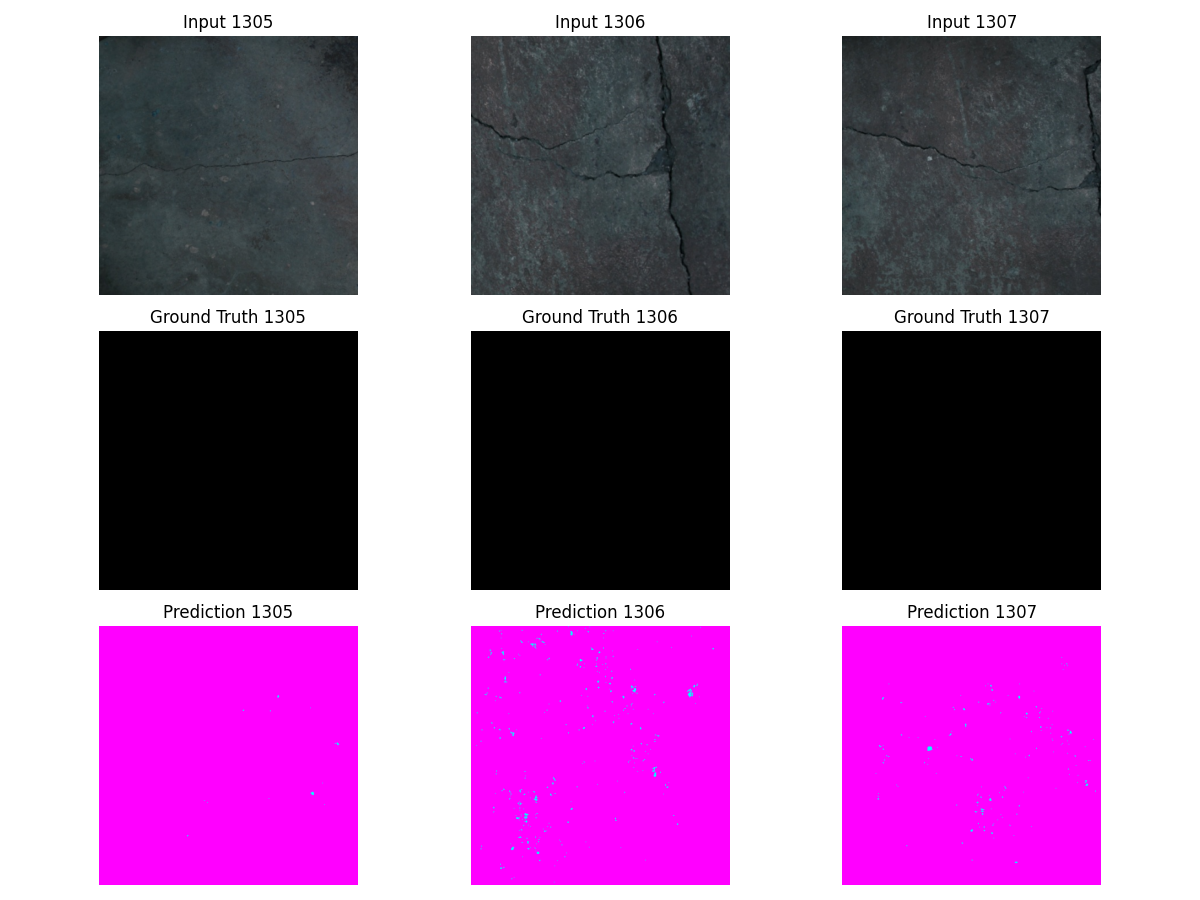 Input 1305
Input 1306
Input 1307
Ground Truth 1305
Ground Truth 1306
Ground Truth 1307
Prediction 1305
Prediction 1306
Prediction 1307